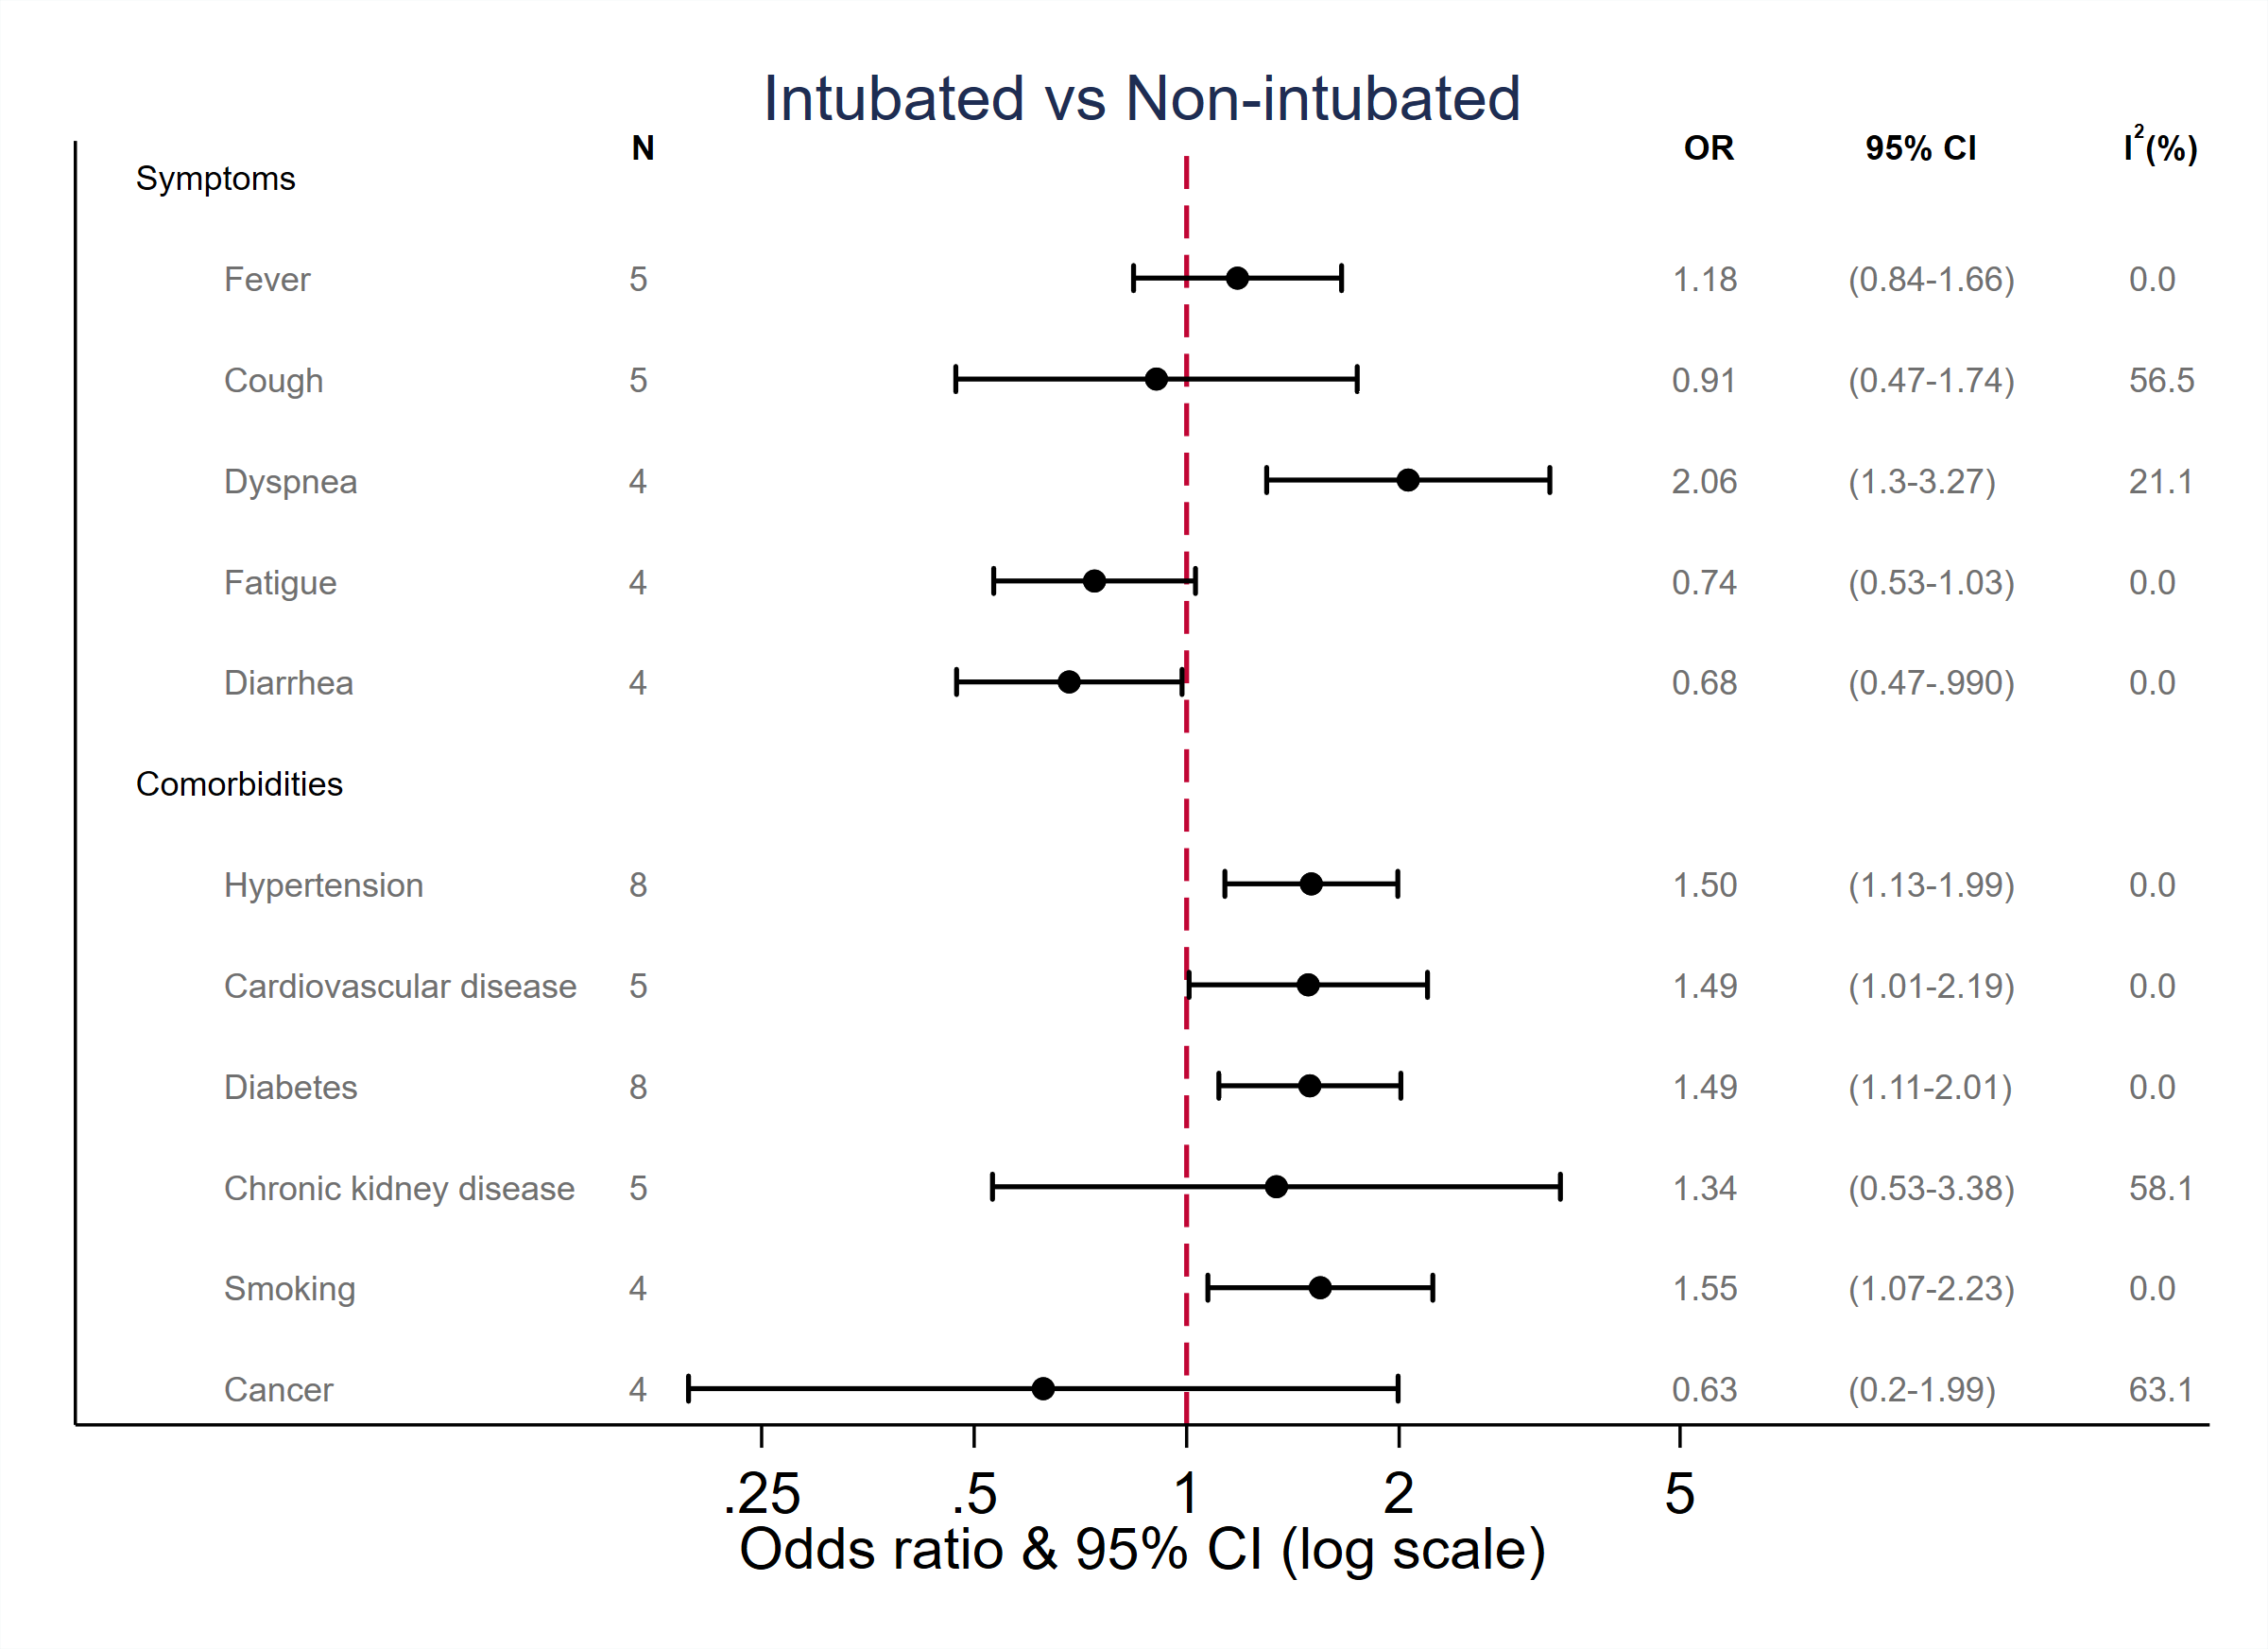 Intubated vs Non-intubated
N OR 95% CI I²(%)
Symptoms
Fever 5 1.18 (0.84-1.66) 0.0
Cough 5 0.91 (0.47-1.74) 56.5
Dyspnea 4 2.06 (1.3-3.27) 21.1
Fatigue 4 0.74 (0.53-1.03) 0.0
Diarrhea 4 0.68 (0.47-.990) 0.0
Comorbidities
Hypertension 8 1.50 (1.13-1.99) 0.0
Cardiovascular disease 5 1.49 (1.01-2.19) 0.0
Diabetes 8 1.49 (1.11-2.01) 0.0
Chronic kidney disease 5 1.34 (0.53-3.38) 58.1
Smoking 4 1.55 (1.07-2.23) 0.0
Cancer 4 0.63 (0.2-1.99) 63.1
.25 .5 1 2 5
Odds ratio & 95% CI (log scale)